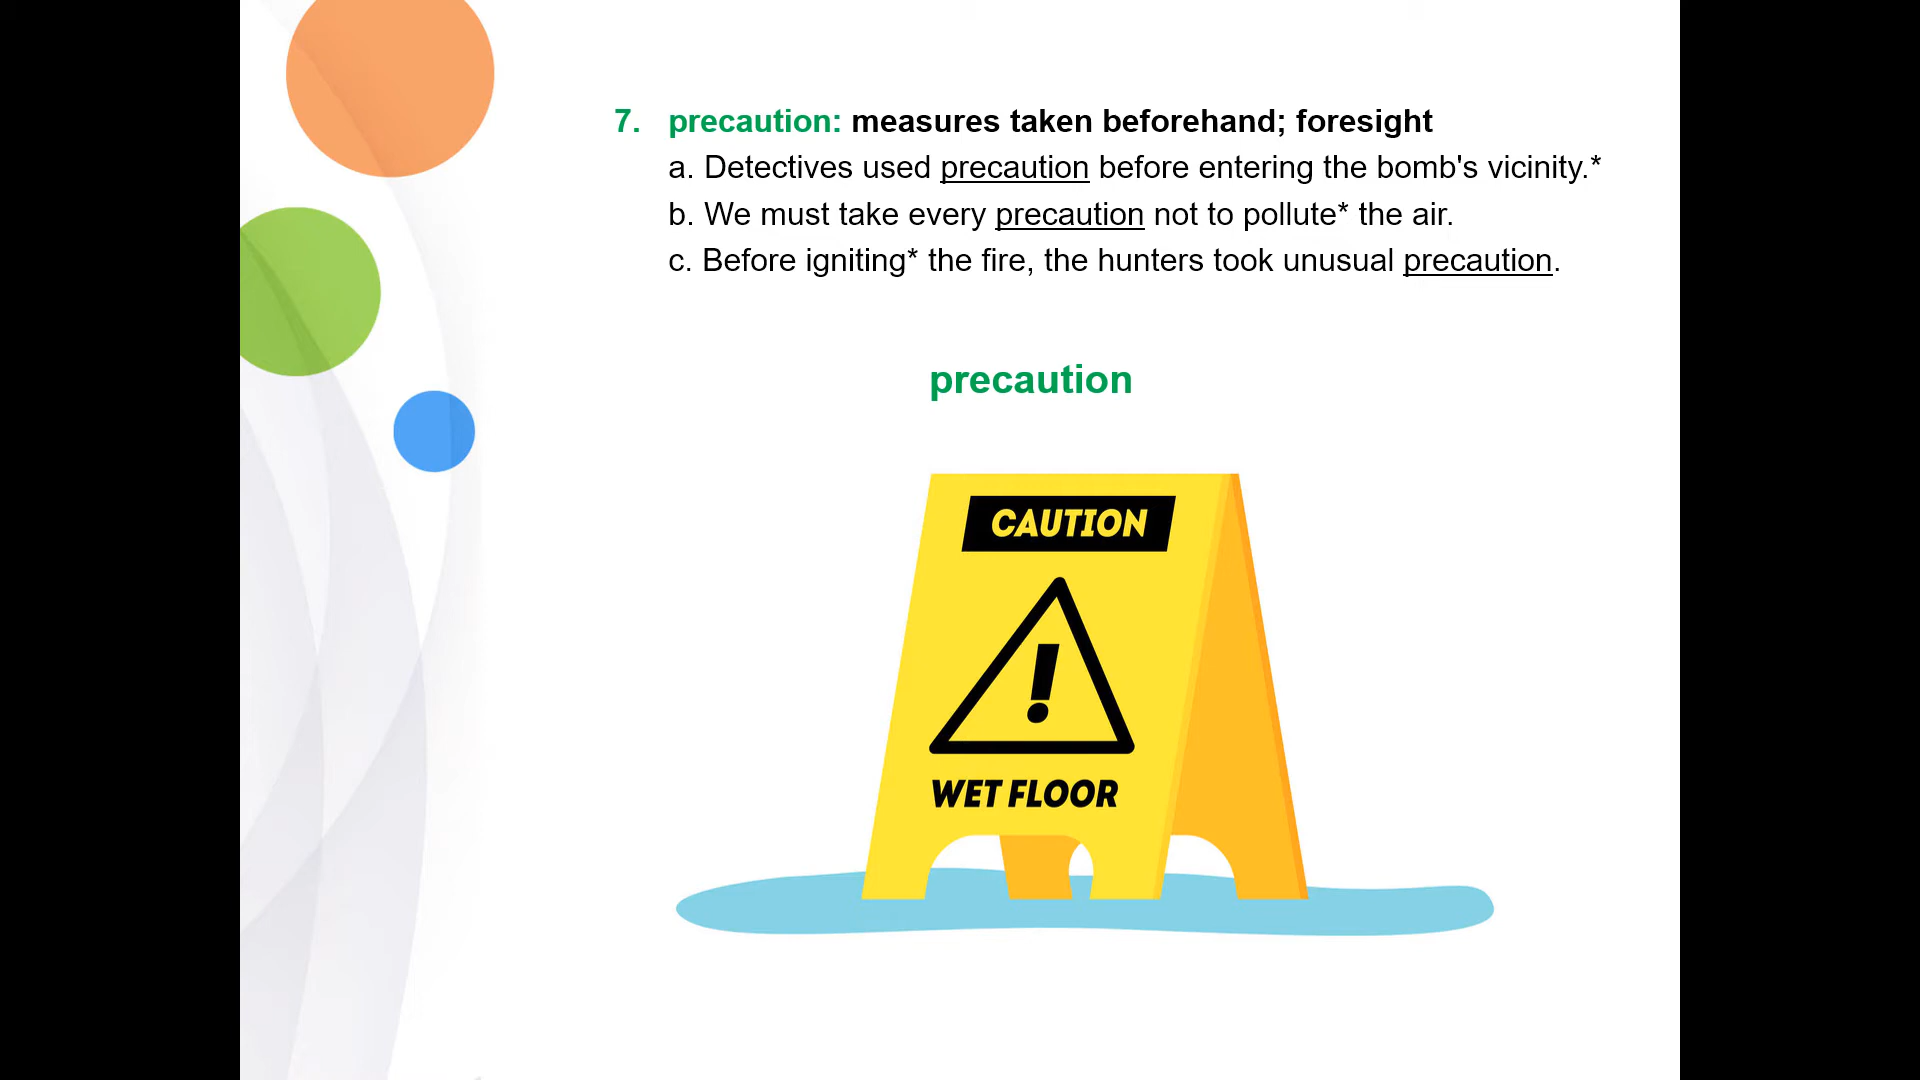 7. precaution: measures taken beforehand; foresight
a. Detectives used precaution before entering the bomb's vicinity.*
b. We must take every precaution not to pollute* the air.
c. Before igniting* the fire, the hunters took unusual precaution.
precaution
CAUTION
!
WET FLOOR